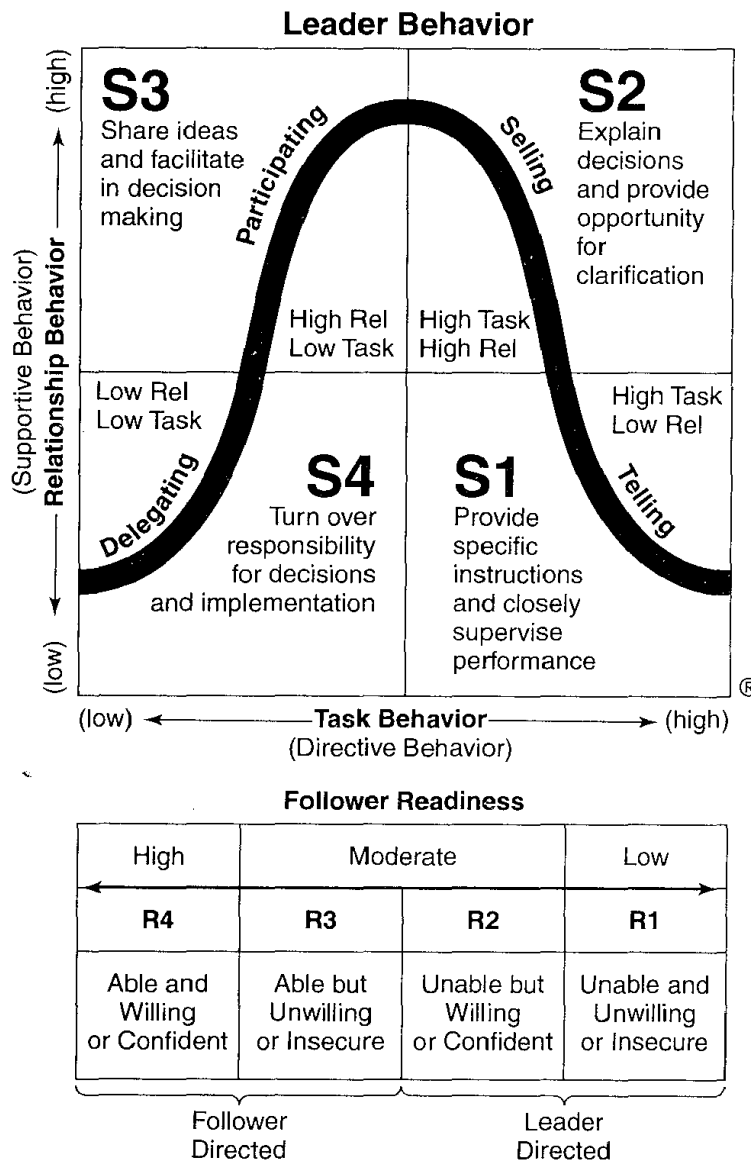 Leader Behavior
S3
Share ideas
and facilitate
in decision
making
Participating
Selling
S2
Explain
decisions
and provide
opportunity
for
clarification
High Rel
Low Task
High Task
High Rel
Low Rel
Low Task
High Task
Low Rel
Delegating
S4
Turn over
responsibility
for decisions
and implementation
S1
Provide
specific
instructions
and closely
supervise
performance
Telling
(high)
Relationship Behavior
(Supportive Behavior)
(low)
®
(low) Task Behavior (high)
(Directive Behavior)
Follower Readiness
High Moderate Low
R4 R3 R2 R1
Able and
Willing
or Confident
Able but
Unwilling
or Insecure
Unable but
Willing
or Confident
Unable and
Unwilling
or Insecure
Follower
Directed
Leader
Directed